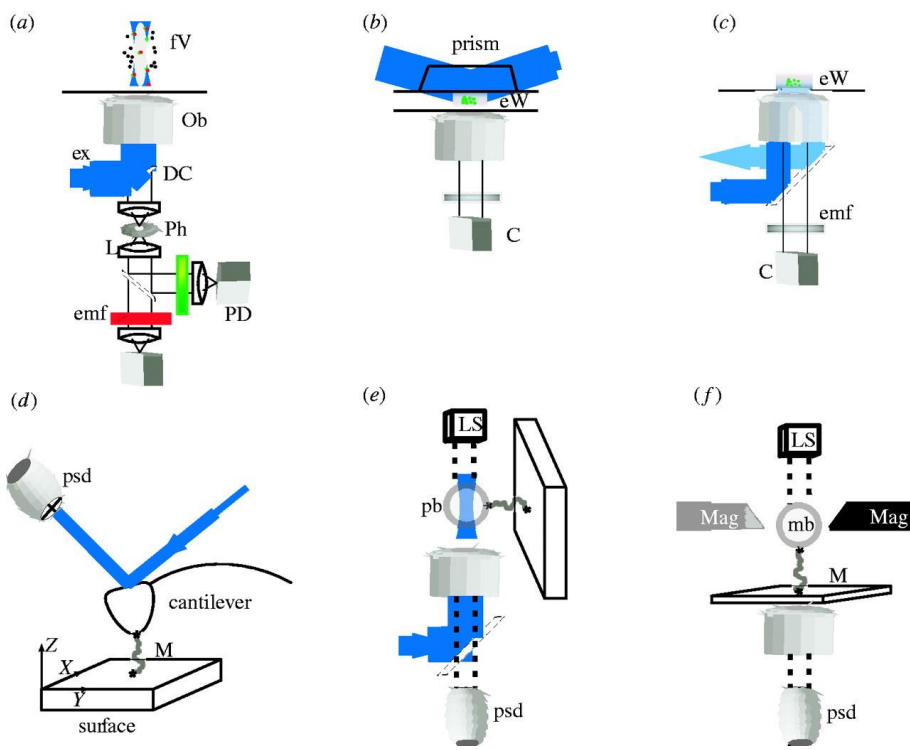 (a)
fV
Ob
ex
DC
Ph
L
emf
PD
(b)
prism
eW
C
(c)
eW
emf
C
(d)
psd
cantilever
M
Z
X
Y
surface
(e)
LS
pb
psd
(f)
LS
Mag
mb
Mag
M
psd